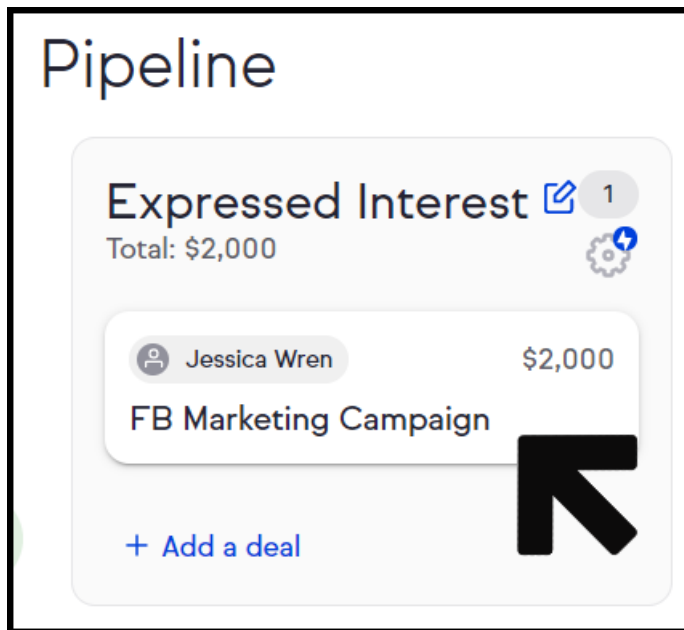 Pipeline
Expressed Interest 1
Total: $2,000
Jessica Wren $2,000
FB Marketing Campaign
+ Add a deal